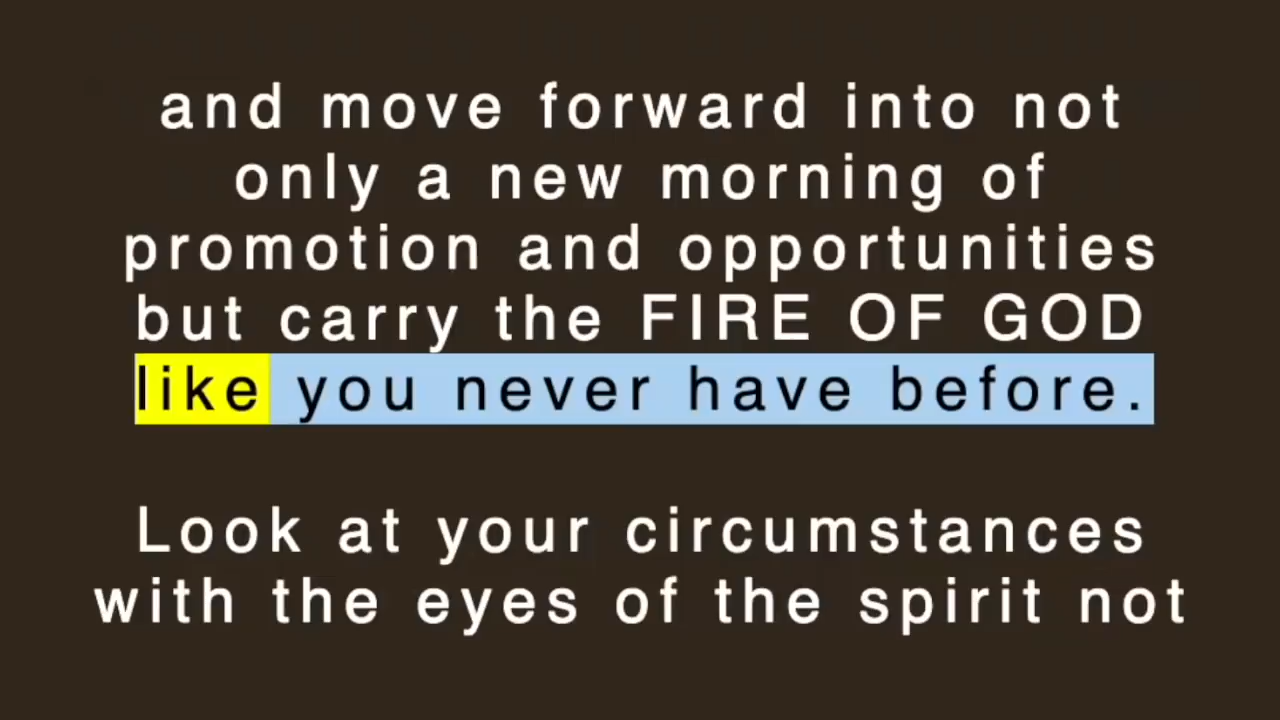 and move forward into not
only a new morning of
promotion and opportunities
but carry the FIRE OF GOD
like you never have before.
Look at your circumstances
with the eyes of the spirit not